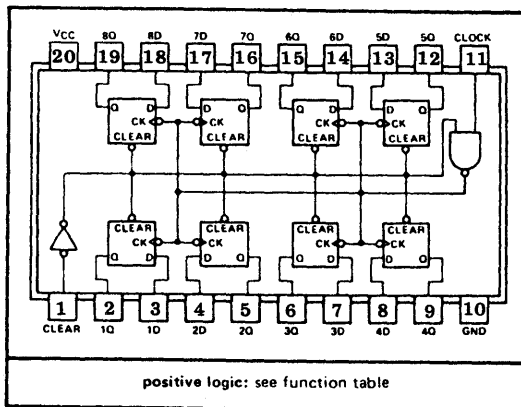 VCC 8Q 8D 7D 7Q 6Q 6D 5D 5Q CLOCK
20 19 18 17 16 15 14 13 12 11
Q D D Q Q D D Q
CK CK CK CK
CLEAR CLEAR CLEAR CLEAR
CLEAR CLEAR CLEAR CLEAR
CK CK CK CK
Q D D Q Q D D Q
1 2 3 4 5 6 7 8 9 10
CLEAR 1Q 1D 2D 2Q 3Q 3D 4D 4Q GND
positive logic: see function table